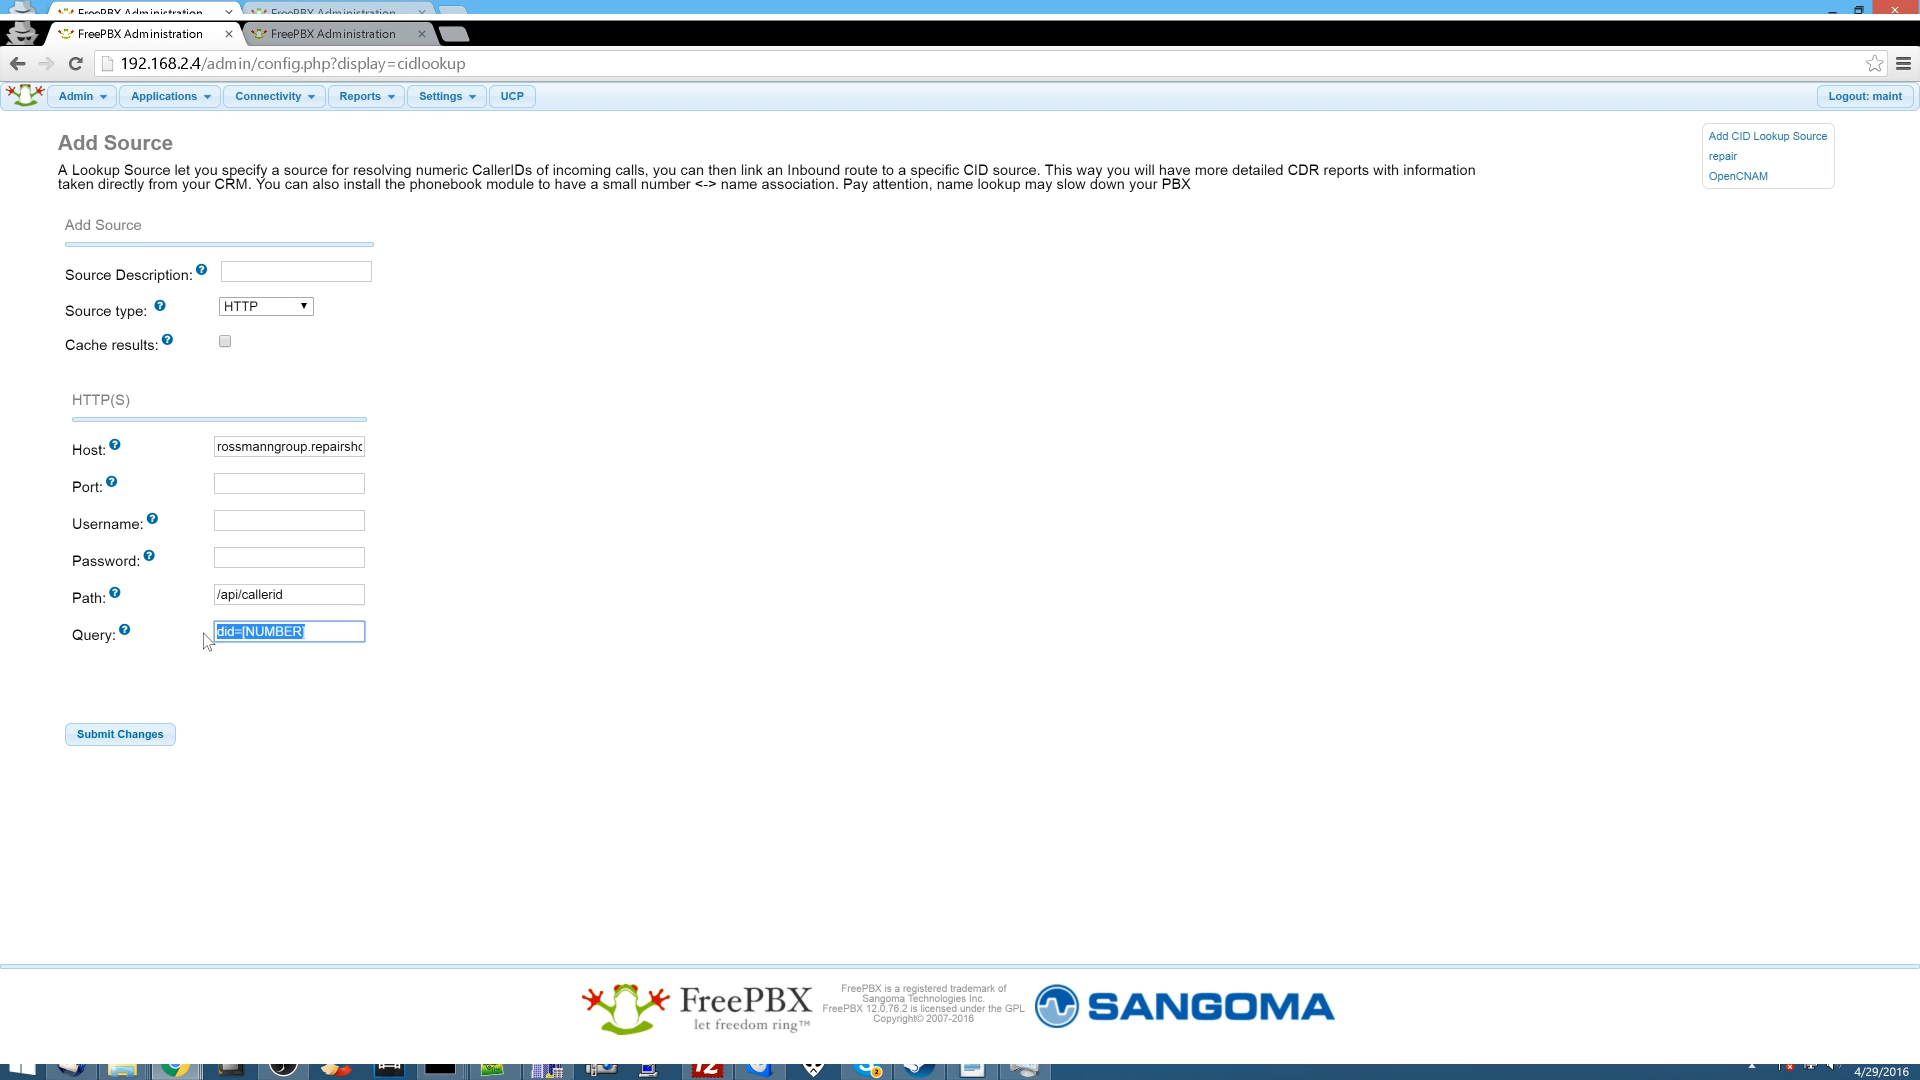 FreePBX Administration
FreePBX Administration
FreePBX Administration
FreePBX Administration
192.168.2.4/admin/config.php?display=cidlookup
Admin
Applications
Connectivity
Reports
Settings
UCP
Logout: maint
Add Source
A Lookup Source let you specify a source for resolving numeric CallerIDs of incoming calls, you can then link an Inbound route to a specific CID source. This way you will have more detailed CDR reports with information
taken directly from your CRM. You can also install the phonebook module to have a small number <-> name association. Pay attention, name lookup may slow down your PBX
Add CID Lookup Source
repair
OpenCNAM
Add Source
Source Description:
Source type:
HTTP
Cache results:
HTTP(S)
Host:
rossmanngroup.repairsho
Port:
Username:
Password:
Path:
/api/callerid
Query:
did=[NUMBER]
Submit Changes
FreePBX
let freedom ring™
FreePBX is a registered trademark of
Sangoma Technologies Inc.
FreePBX 12.0.76.2 is licensed under the GPL
Copyright© 2007-2016
SANGOMA
12
2
4/29/2016